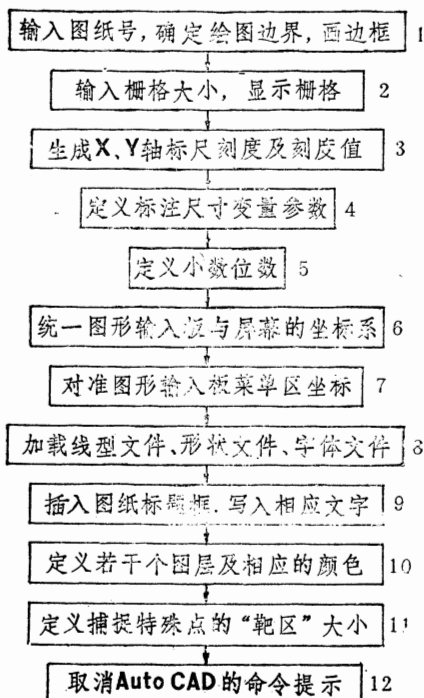 输入图纸号,确定绘图边界,画边框 1
输入栅格大小,显示栅格 2
生成X、Y轴标尺刻度及刻度值 3
定义标注尺寸变量参数 4
定义小数位数 5
统一图形输入板与屏幕的坐标系 6
对准图形输入板菜单区坐标 7
加载线型文件、形状文件、字体文件 8
插入图纸标题框.写入相应文字 9
定义若干个图层及相应的颜色 10
定义捕捉特殊点的“靶区”大小 11
取消Auto CAD的命令提示 12